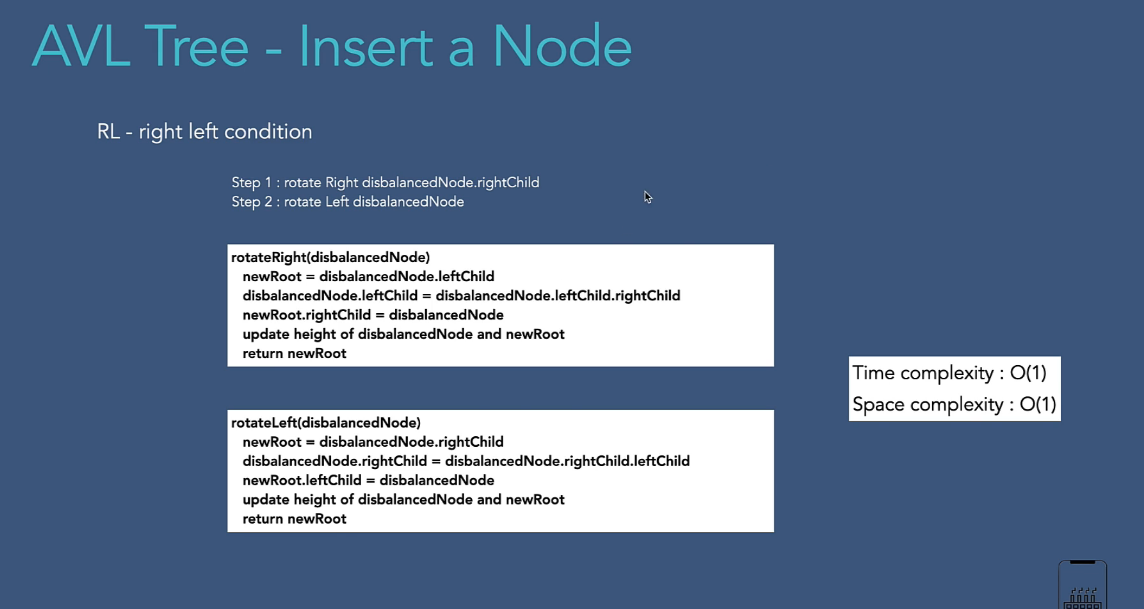 AVL Tree - Insert a Node
RL - right left condition
Step 1 : rotate Right disbalancedNode.rightChild
Step 2 : rotate Left disbalancedNode
rotateRight(disbalancedNode)
newRoot = disbalancedNode.leftChild
disbalancedNode.leftChild = disbalancedNode.leftChild.rightChild
newRoot.rightChild = disbalancedNode
update height of disbalancedNode and newRoot
return newRoot
rotateLeft(disbalancedNode)
newRoot = disbalancedNode.rightChild
disbalancedNode.rightChild = disbalancedNode.rightChild.leftChild
newRoot.leftChild = disbalancedNode
update height of disbalancedNode and newRoot
return newRoot
Time complexity : O(1)
Space complexity : O(1)